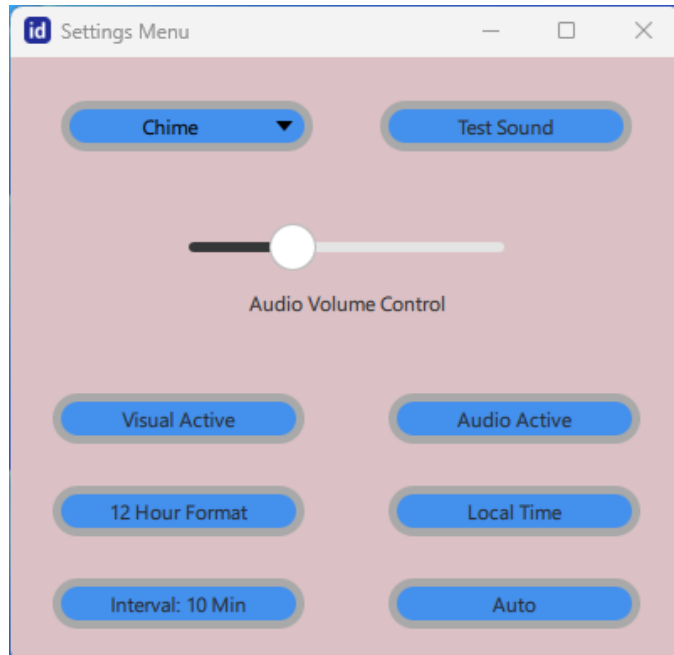 id Settings Menu
Chime
Test Sound
Audio Volume Control
Visual Active
Audio Active
12 Hour Format
Local Time
Interval: 10 Min
Auto